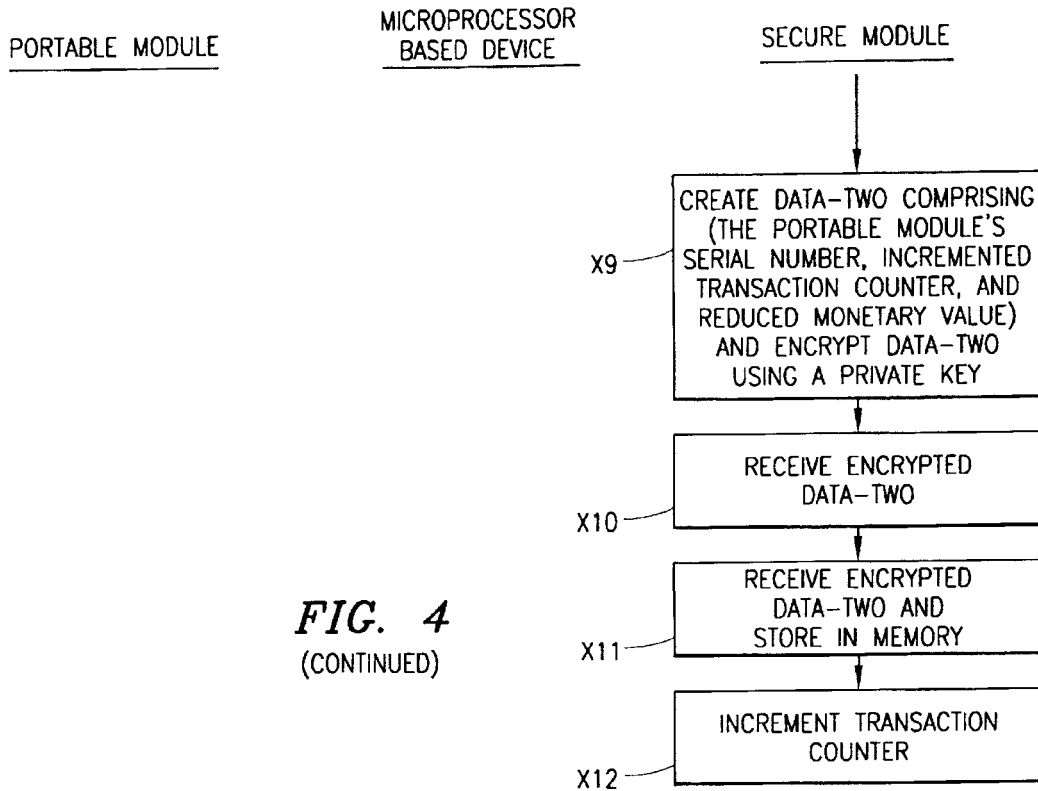 PORTABLE MODULE
MICROPROCESSOR
BASED DEVICE
SECURE MODULE
X9
CREATE DATA-TWO COMPRISING
(THE PORTABLE MODULE'S
SERIAL NUMBER, INCREMENTED
TRANSACTION COUNTER, AND
REDUCED MONETARY VALUE)
AND ENCRYPT DATA-TWO
USING A PRIVATE KEY
X10
RECEIVE ENCRYPTED
DATA-TWO
X11
RECEIVE ENCRYPTED
DATA-TWO AND
STORE IN MEMORY
X12
INCREMENT TRANSACTION
COUNTER
FIG. 4
(CONTINUED)